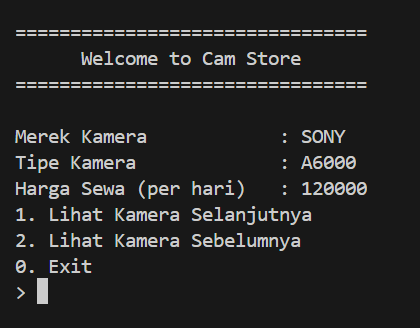 ================================
Welcome to Cam Store
================================
Merek Kamera : SONY
Tipe Kamera : A6000
Harga Sewa (per hari) : 120000
1. Lihat Kamera Selanjutnya
2. Lihat Kamera Sebelumnya
0. Exit
>